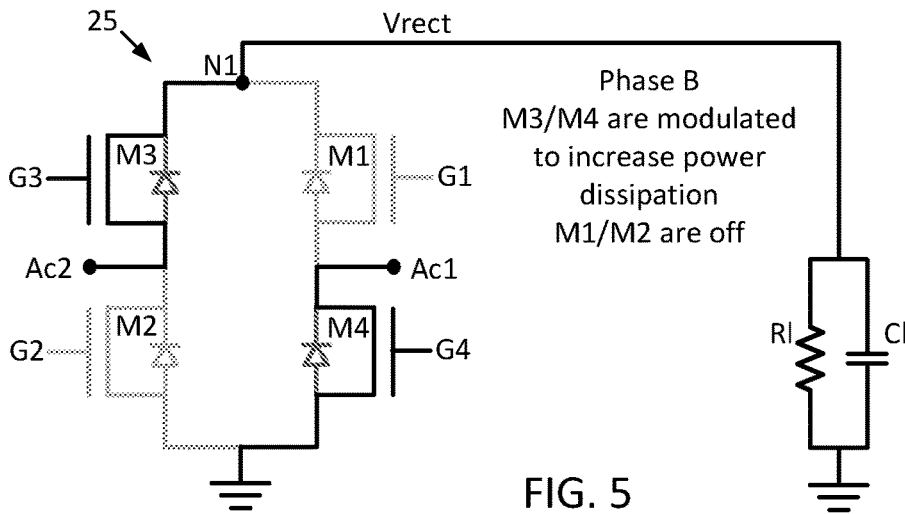 25
Vrect
N1
Phase B
M3/M4 are modulated
to increase power
dissipation
M1/M2 are off
M3
M1
G3
G1
Ac2
Ac1
M2
M4
G2
G4
Rl
Cl
FIG. 5